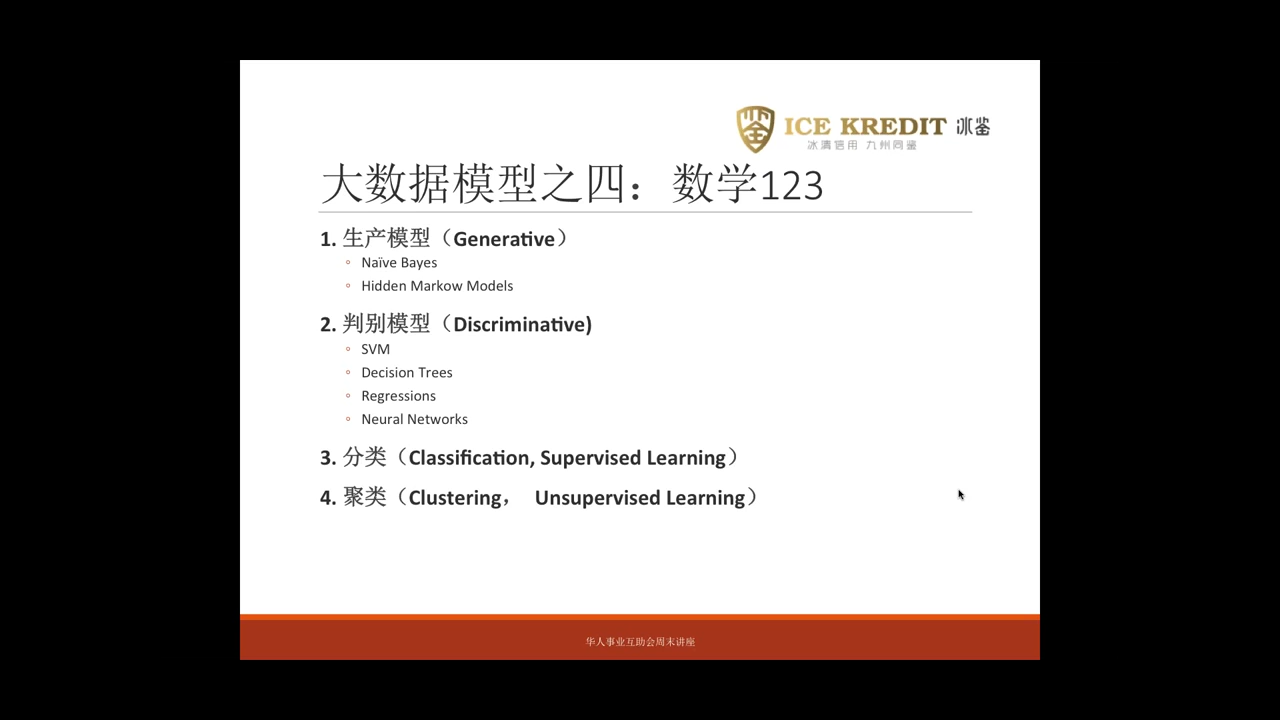 ICE KREDIT 冰鉴
冰清信用 九州同鉴
大数据模型之四：数学123
1. 生产模型（Generative）
◦ Naïve Bayes
◦ Hidden Markow Models
2. 判别模型（Discriminative)
◦ SVM
◦ Decision Trees
◦ Regressions
◦ Neural Networks
3. 分类（Classification, Supervised Learning）
4. 聚类（Clustering， Unsupervised Learning）
华人事业互助会周末讲座